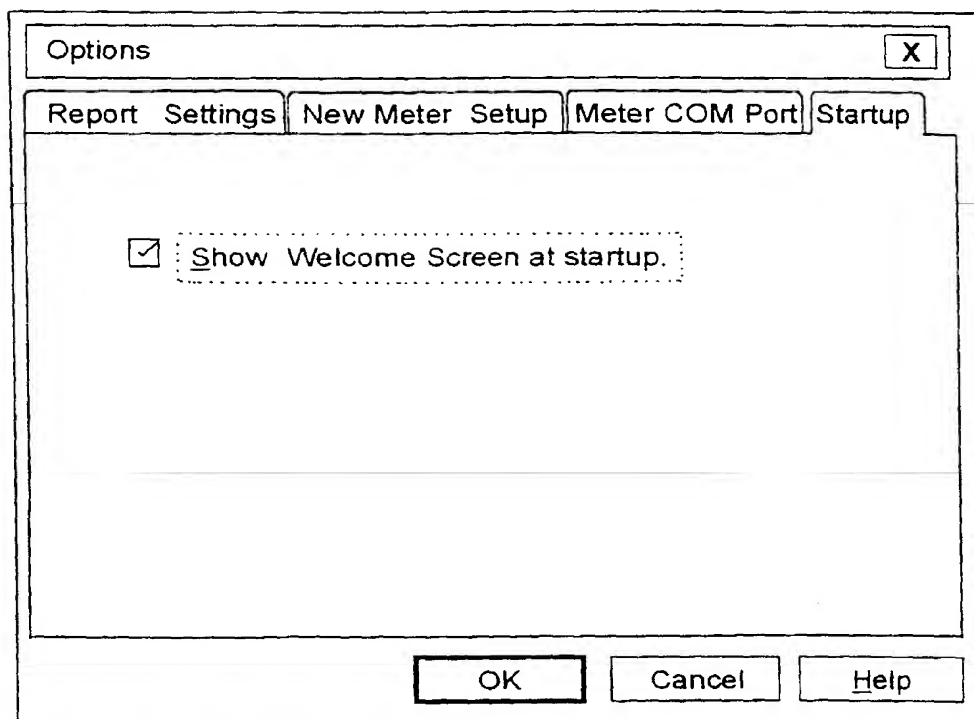 Options X
Report Settings New Meter Setup Meter COM Port Startup
Show Welcome Screen at startup.
OK Cancel Help